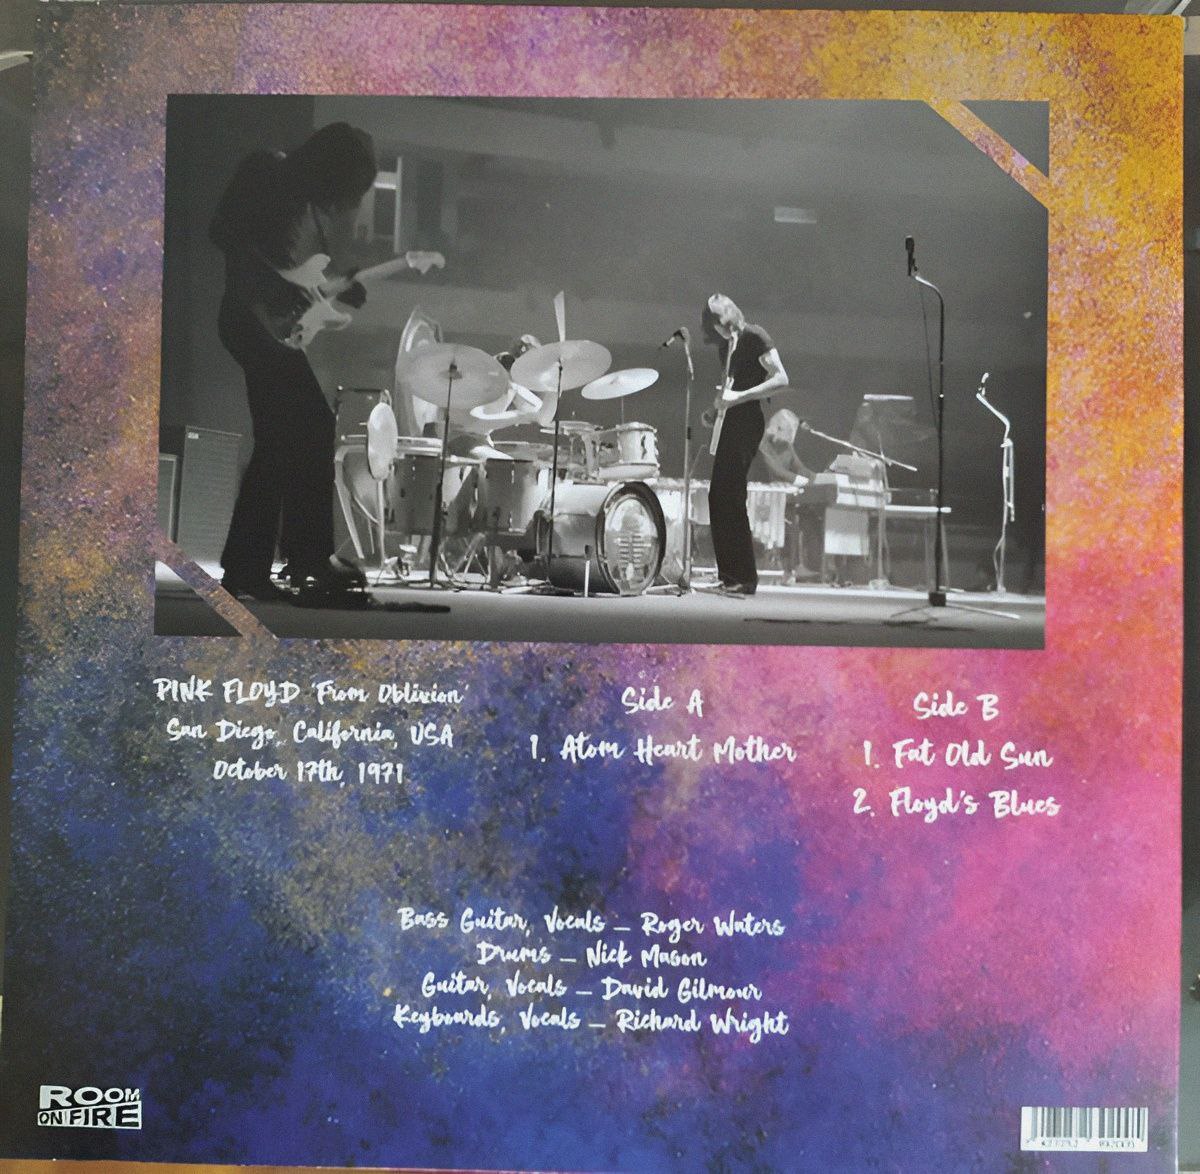 PINK FLOYD 'From Oblivion'
San Diego, California, USA
October 17th, 1971
Side A
1. Atom Heart Mother
Side B
1. Fat Old Sun
2. Floyd's Blues
Bass Guitar, Vocals – Roger Waters
Drums – Nick Mason
Guitar, Vocals – David Gilmour
Keyboards, Vocals – Richard Wright
ROOM
ON FIRE